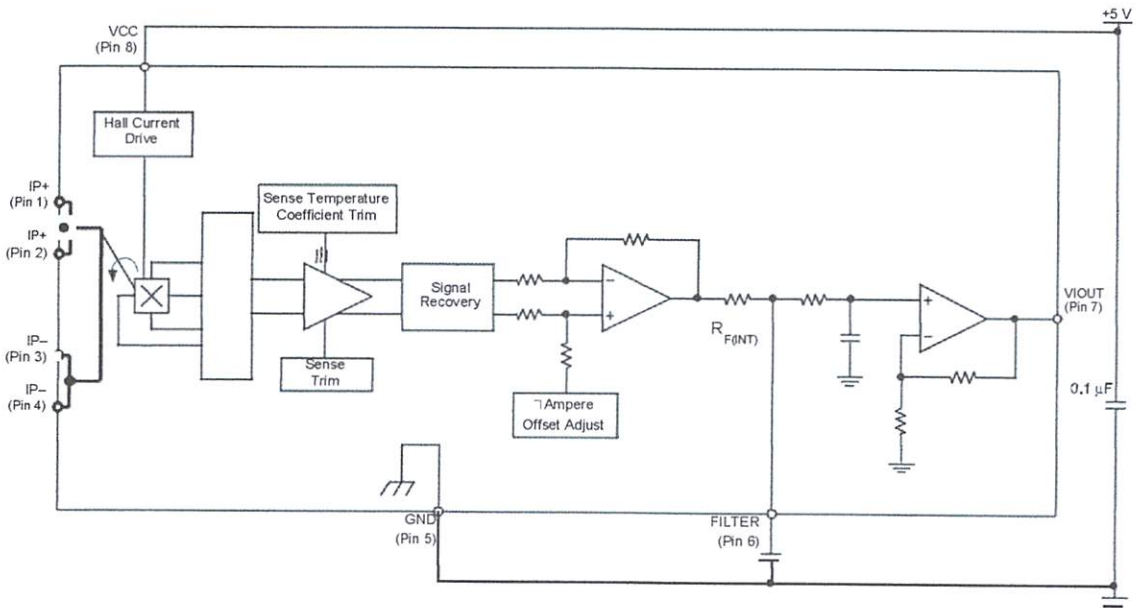 +5 V
VCC
(Pin 8)
Hall Current
Drive
IP+
(Pin 1)
IP+
(Pin 2)
IP−
(Pin 3)
IP−
(Pin 4)
Sense Temperature
Coefficient Trim
Sense
Trim
Signal
Recovery
Ampere
Offset Adjust
RF(INT)
VIOUT
(Pin 7)
0.1 µF
GND
(Pin 5)
FILTER
(Pin 6)